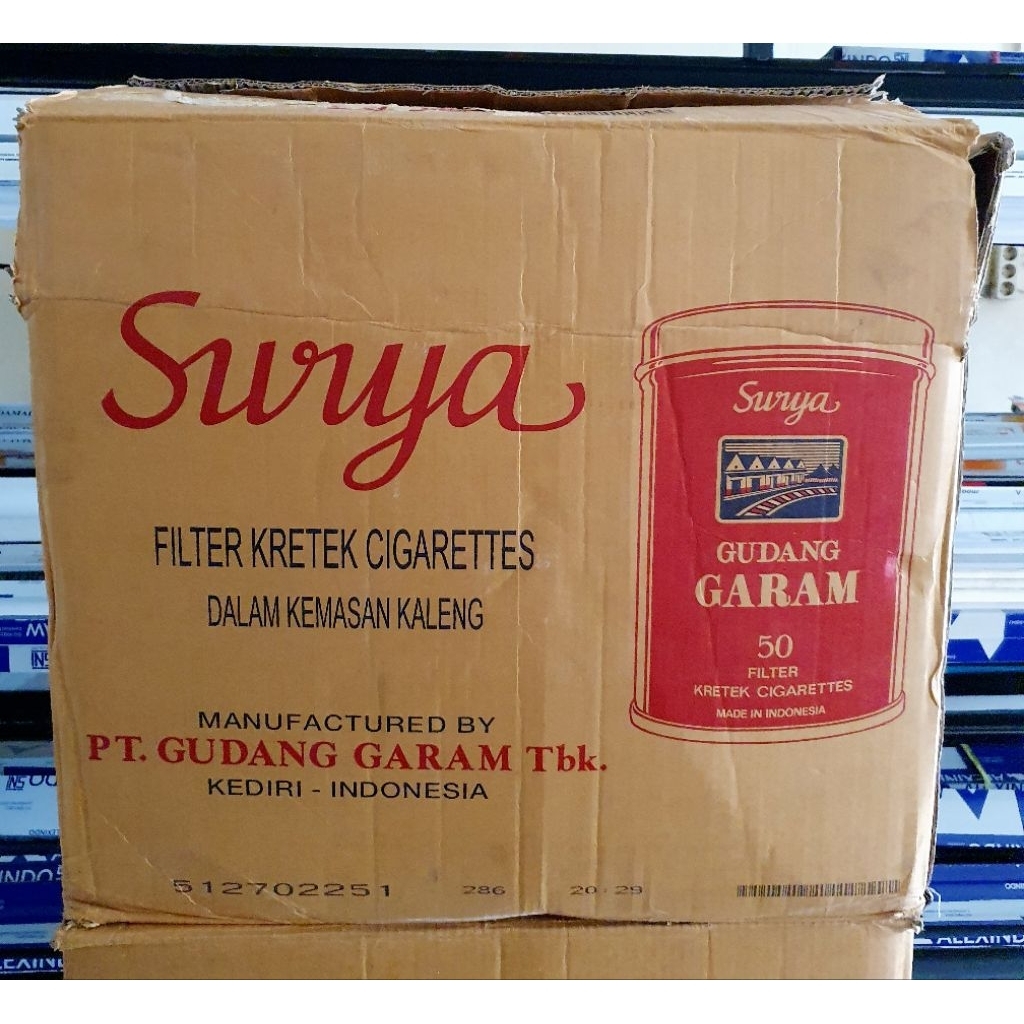 Surya
FILTER KRETEK CIGARETTES
DALAM KEMASAN KALENG
MANUFACTURED BY
PT. GUDANG GARAM Tbk.
KEDIRI - INDONESIA
512702251 286 20 29
Surya
GUDANG
GARAM
50
FILTER
KRETEK CIGARETTES
MADE IN INDONESIA